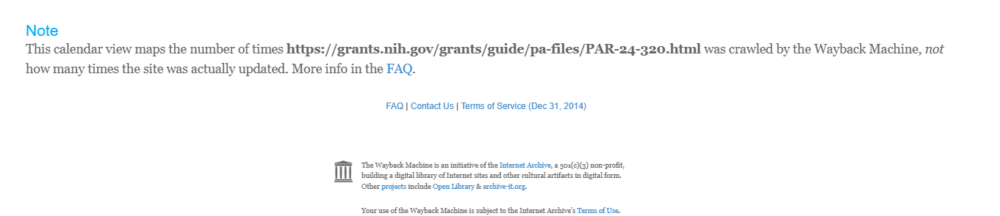 Note
This calendar view maps the number of times https://grants.nih.gov/grants/guide/pa-files/PAR-24-320.html was crawled by the Wayback Machine, not
how many times the site was actually updated. More info in the FAQ.
FAQ | Contact Us | Terms of Service (Dec 31, 2014)
The Wayback Machine is an initiative of the Internet Archive, a 501(c)(3) non-profit,
building a digital library of Internet sites and other cultural artifacts in digital form.
Other projects include Open Library & archive-it.org.
Your use of the Wayback Machine is subject to the Internet Archive's Terms of Use.